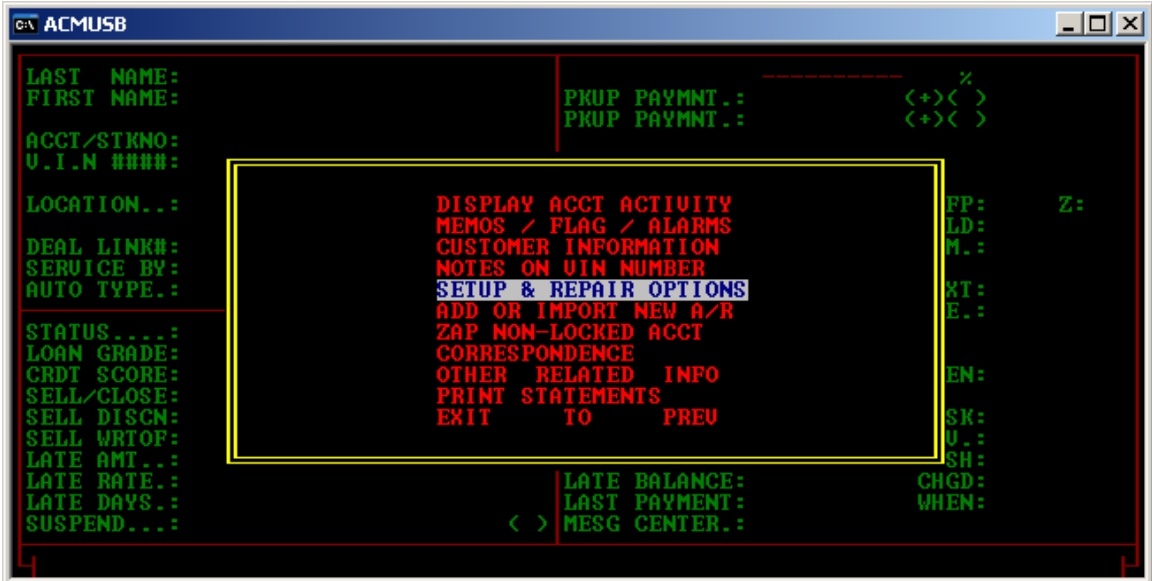 ACMUSB
LAST NAME: ---------- %
FIRST NAME: PKUP PAYMNT.: (+)( )
PKUP PAYMNT.: (+)( )
ACCT/STKNO:
V.I.N ####:
LOCATION..: DISPLAY ACCT ACTIVITY FP: Z:
MEMOS / FLAG / ALARMS LD:
DEAL LINK#: CUSTOMER INFORMATION M.:
SERVICE BY: NOTES ON VIN NUMBER
AUTO TYPE.: SETUP & REPAIR OPTIONS XT:
ADD OR IMPORT NEW A/R E.:
STATUS....: ZAP NON-LOCKED ACCT
LOAN GRADE: CORRESPONDENCE
CRDT SCORE: OTHER RELATED INFO EN:
SELL/CLOSE: PRINT STATEMENTS
SELL DISCN: EXIT TO PREV SK:
SELL WRTOF: V.:
LATE AMT..: SH:
LATE RATE.: LATE BALANCE: CHGD:
LATE DAYS.: LAST PAYMENT: WHEN:
SUSPEND...: ( ) MESG CENTER.: